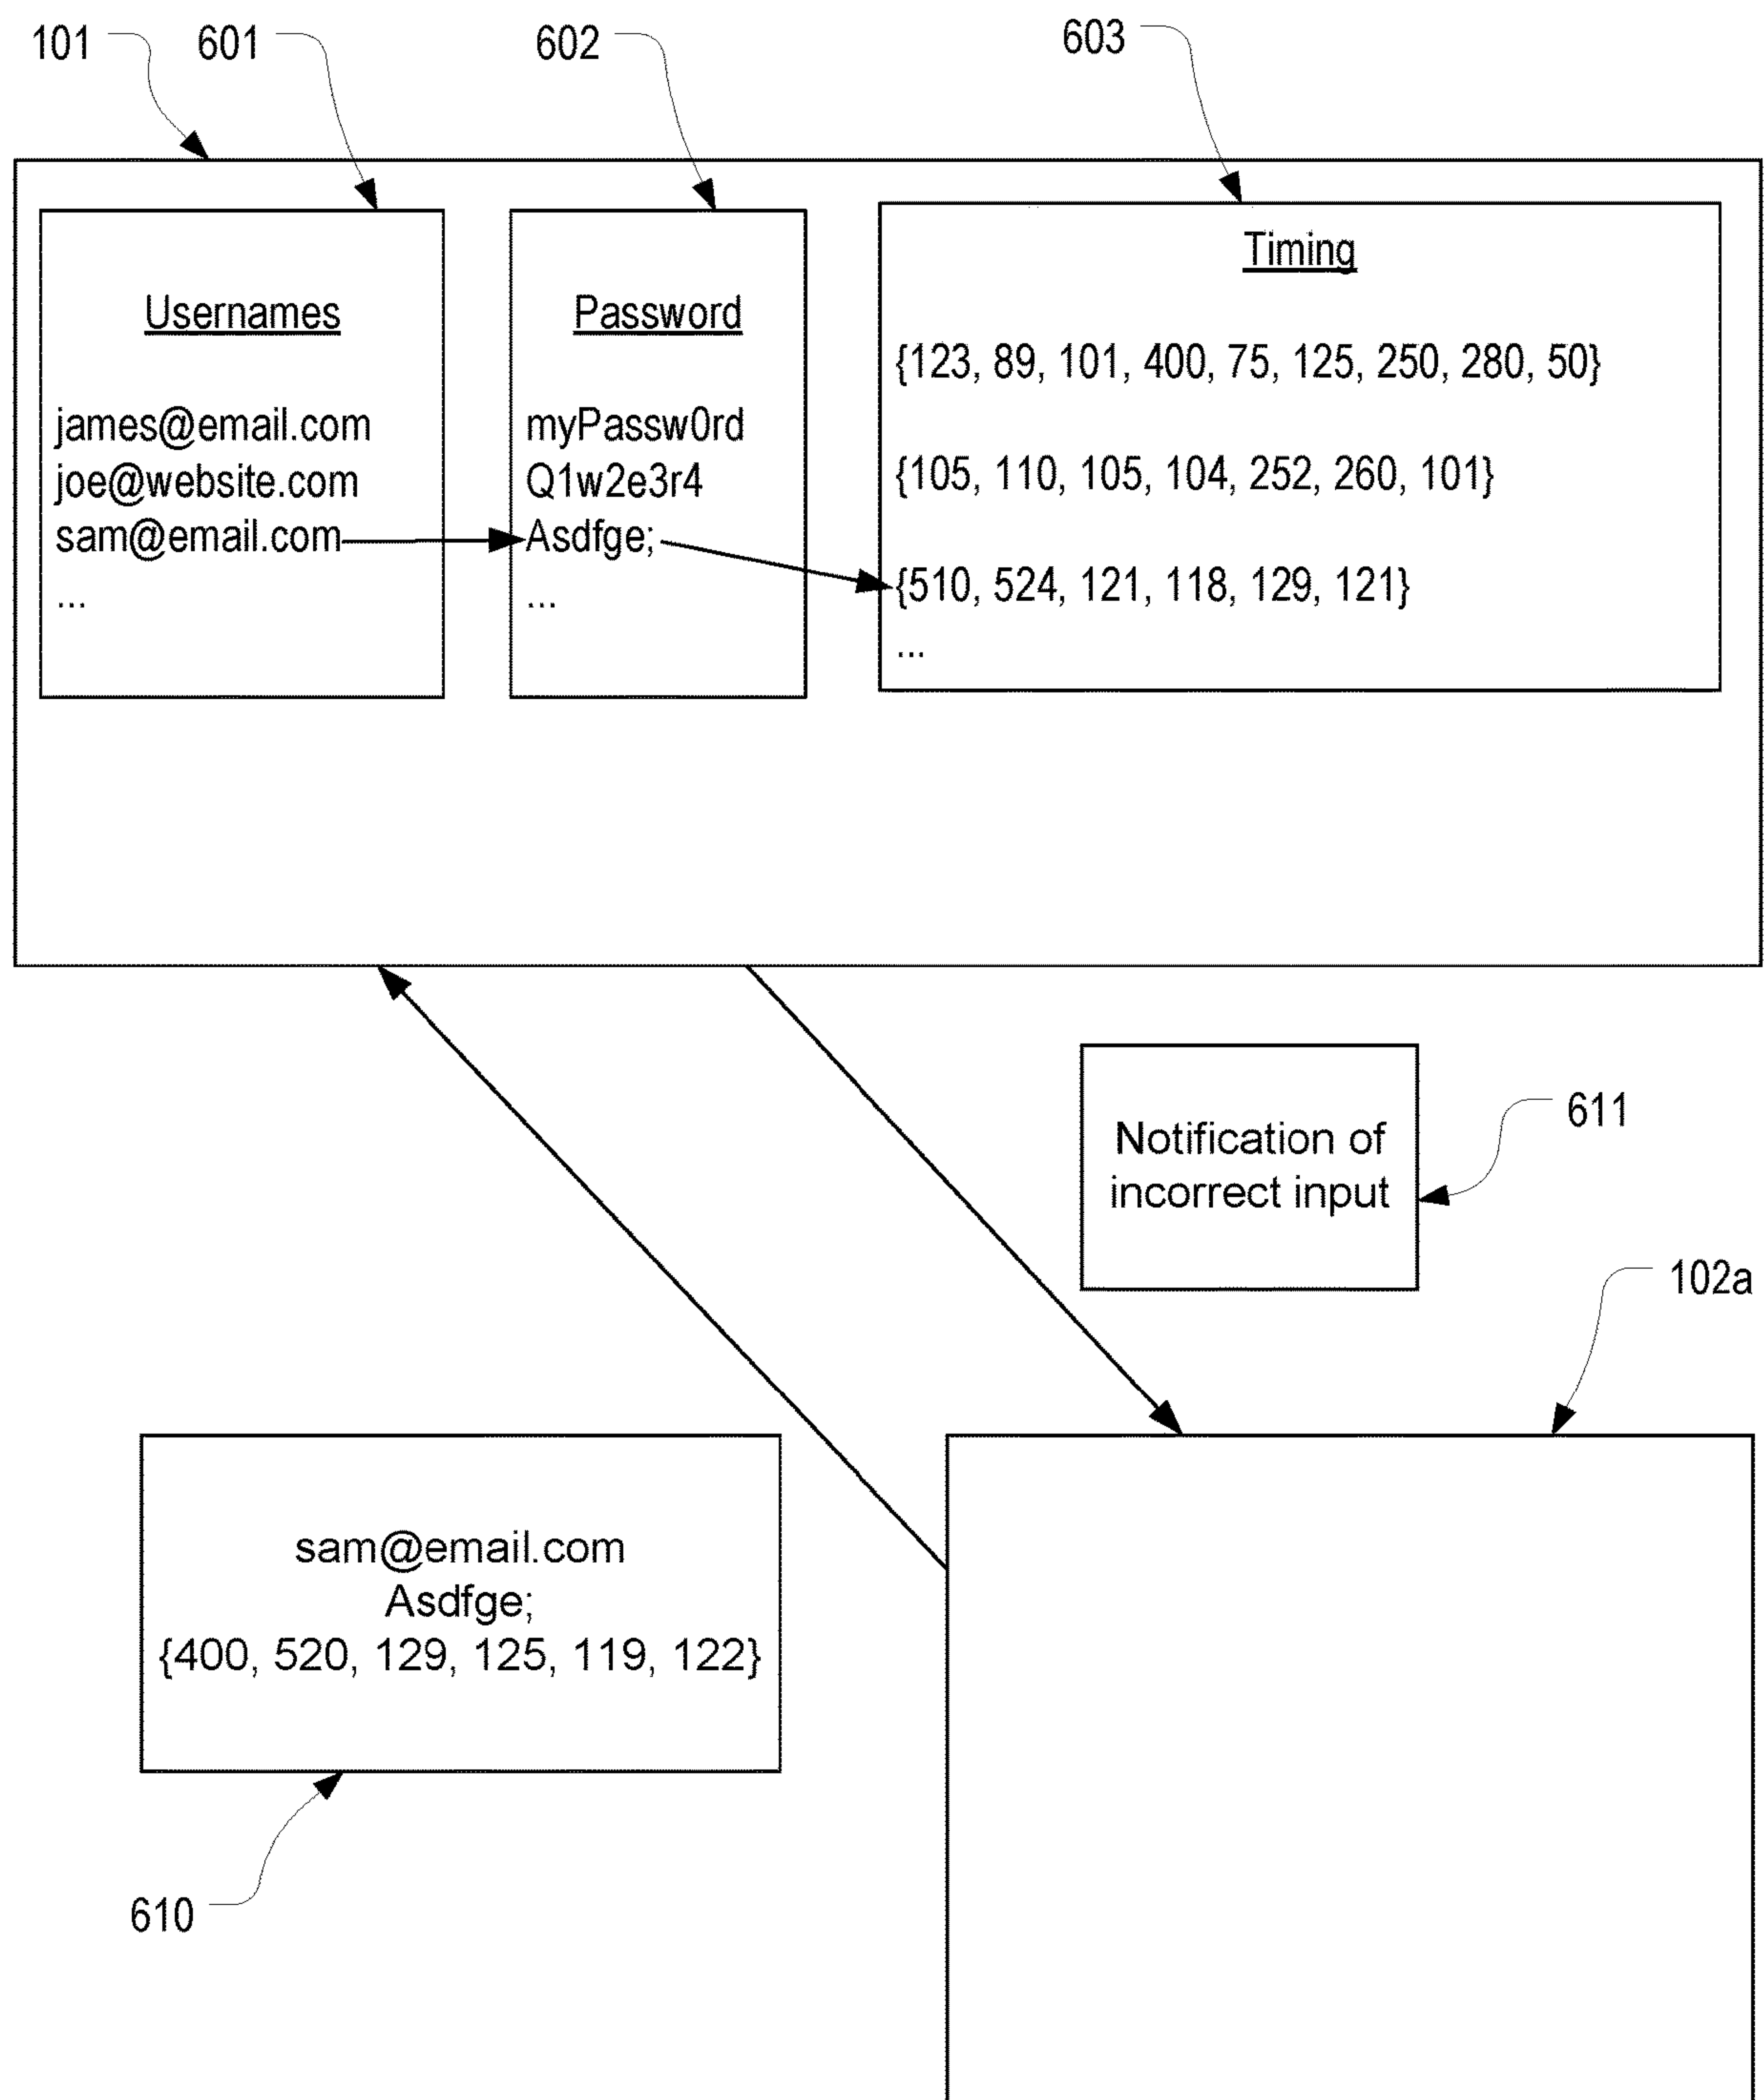 101
601
602
603
Usernames
james@email.com
joe@website.com
sam@email.com
...
Password
myPassw0rd
Q1w2e3r4
Asdfge;
...
Timing
{123, 89, 101, 400, 75, 125, 250, 280, 50}
{105, 110, 105, 104, 252, 260, 101}
{510, 524, 121, 118, 129, 121}
...
Notification of
incorrect input
611
102a
sam@email.com
Asdfge;
{400, 520, 129, 125, 119, 122}
610